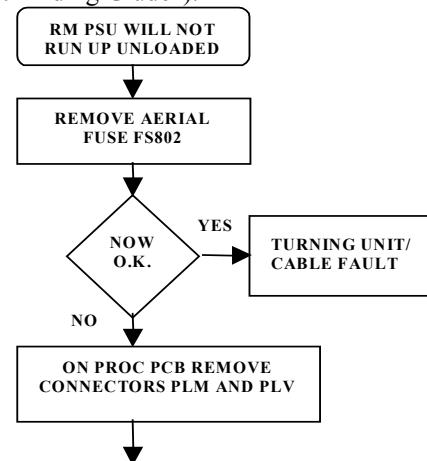 RM PSU WILL NOT
RUN UP UNLOADED
REMOVE AERIAL
FUSE FS802
NOW
O.K.
YES
TURNING UNIT/
CABLE FAULT
NO
ON PROC PCB REMOVE
CONNECTORS PLM AND PLV